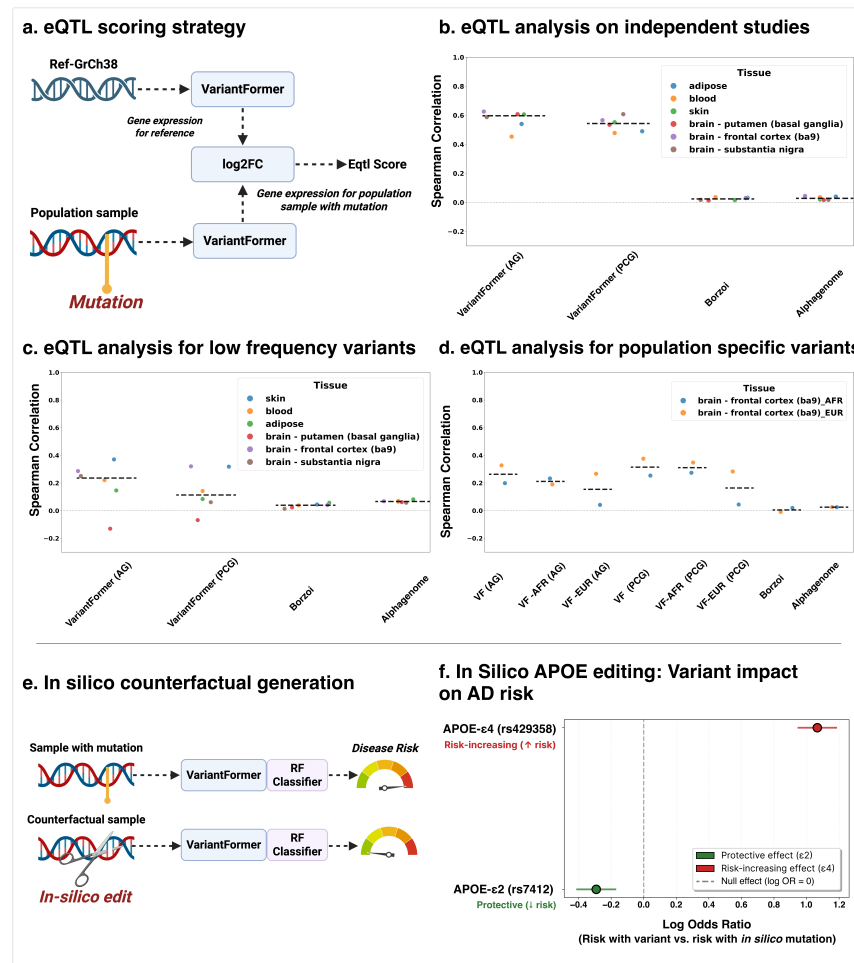 a. eQTL scoring strategy
Ref-GrCh38
VariantFormer
Gene expression
for reference
log2FC
Eqtl Score
Gene expression for population
sample with mutation
Population sample
VariantFormer
Mutation
b. eQTL analysis on independent studies
Spearman Correlation
1.0
0.8
0.6
0.4
0.2
0.0
−0.2
Tissue
adipose
blood
skin
brain - putamen (basal ganglia)
brain - frontal cortex (ba9)
brain - substantia nigra
VariantFormer (AG)
VariantFormer (PCG)
Borzoi
Alphagenome
c. eQTL analysis for low frequency variants
Spearman Correlation
1.0
0.8
0.6
0.4
0.2
0.0
−0.2
Tissue
skin
blood
adipose
brain - putamen (basal ganglia)
brain - frontal cortex (ba9)
brain - substantia nigra
VariantFormer (AG)
VariantFormer (PCG)
Borzoi
Alphagenome
d. eQTL analysis for population specific variants
Spearman Correlation
1.0
0.8
0.6
0.4
0.2
0.0
−0.2
Tissue
brain - frontal cortex (ba9)_AFR
brain - frontal cortex (ba9)_EUR
VF (AG)
VF -AFR (AG)
VF -EUR (AG)
VF (PCG)
VF-AFR (PCG)
VF-EUR (PCG)
Borzoi
Alphagenome
e. In silico counterfactual generation
Sample with mutation
VariantFormer
RF
Classifier
Disease Risk
Counterfactual sample
VariantFormer
RF
Classifier
In-silico edit
f. In Silico APOE editing: Variant impact
on AD risk
APOE-ε4 (rs429358)
Risk-increasing (↑ risk)
APOE-ε2 (rs7412)
Protective (↓ risk)
Protective effect (ε2)
Risk-increasing effect (ε4)
Null effect (log OR = 0)
−0.4 −0.2 0.0 0.2 0.4 0.6 0.8 1.0 1.2
Log Odds Ratio
(Risk with variant vs. risk with in silico mutation)